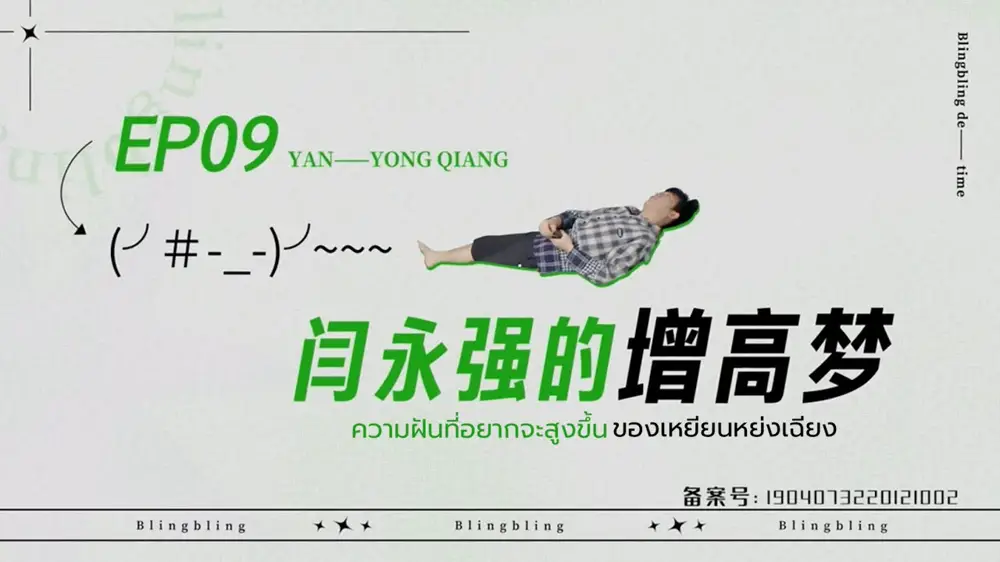 EP09 YAN——YONG QIANG
Blingbling de—— time
(╯#-_-)╯~~~
闫永强的增高梦
ความฝันที่อยากจะสูงขึ้น ของเหยียนหย่งเฉียง
备案号: 1904073220121002
Blingbling Blingbling Blingbling